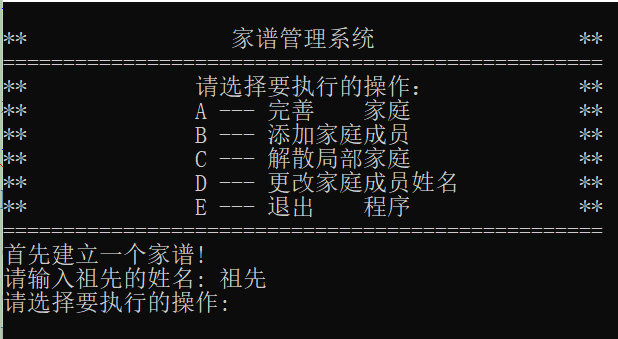 ** 家谱管理系统 **
==================================================
** 请选择要执行的操作: **
** A --- 完善 家庭 **
** B --- 添加家庭成员 **
** C --- 解散局部家庭 **
** D --- 更改家庭成员姓名 **
** E --- 退出 程序 **
==================================================
首先建立一个家谱!
请输入祖先的姓名: 祖先
请选择要执行的操作: